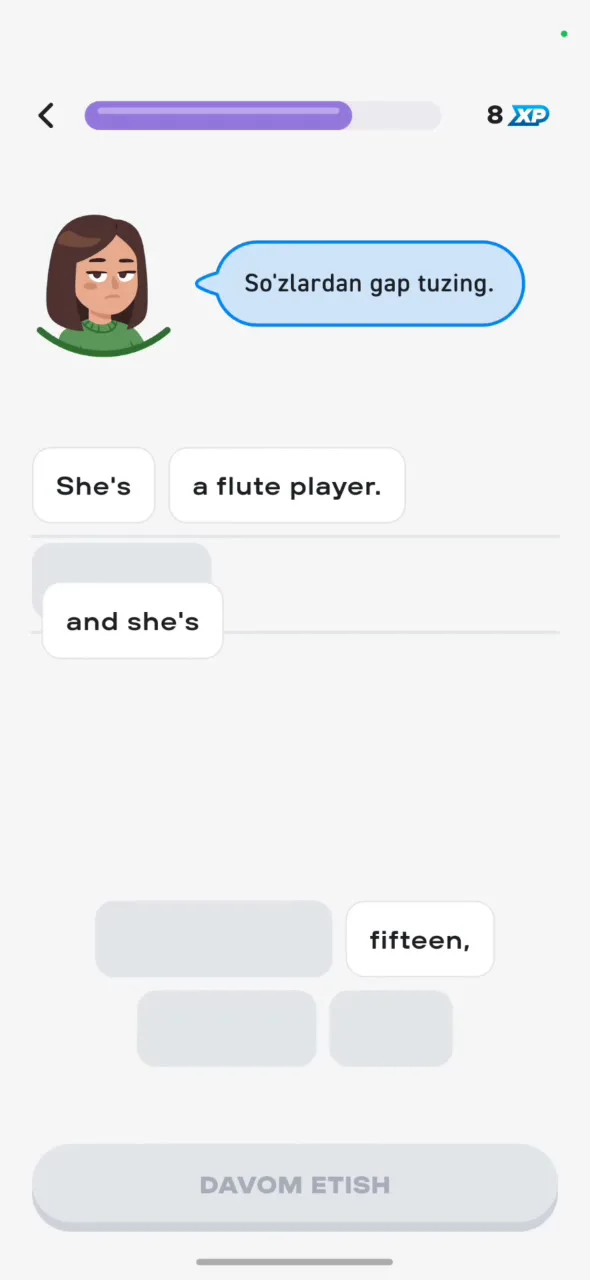 8 XP
So'zlardan gap tuzing.
She's a flute player.
and she's
fifteen,
DAVOM ETISH